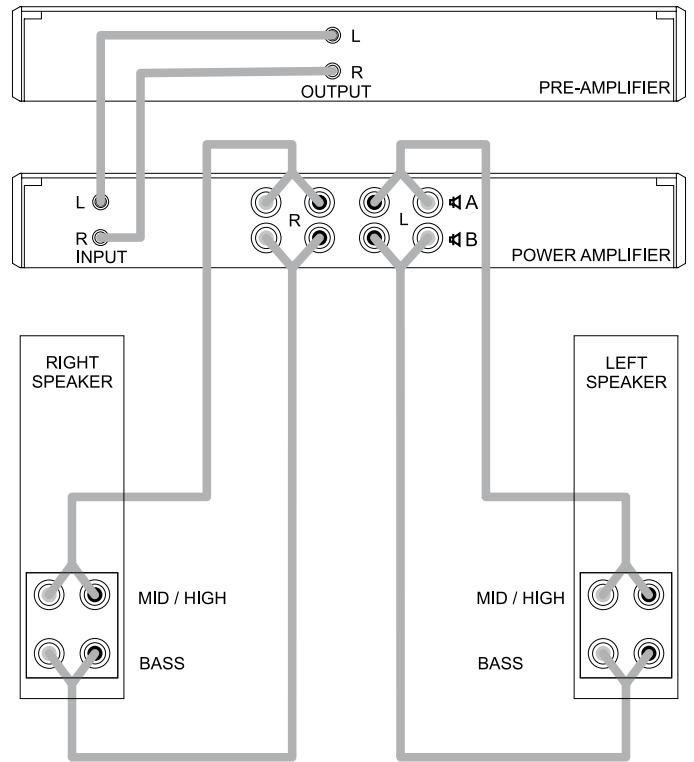 L
R
OUTPUT
PRE-AMPLIFIER
L
R
INPUT
R
L
A
B
POWER AMPLIFIER
RIGHT
SPEAKER
LEFT
SPEAKER
MID / HIGH
BASS
MID / HIGH
BASS